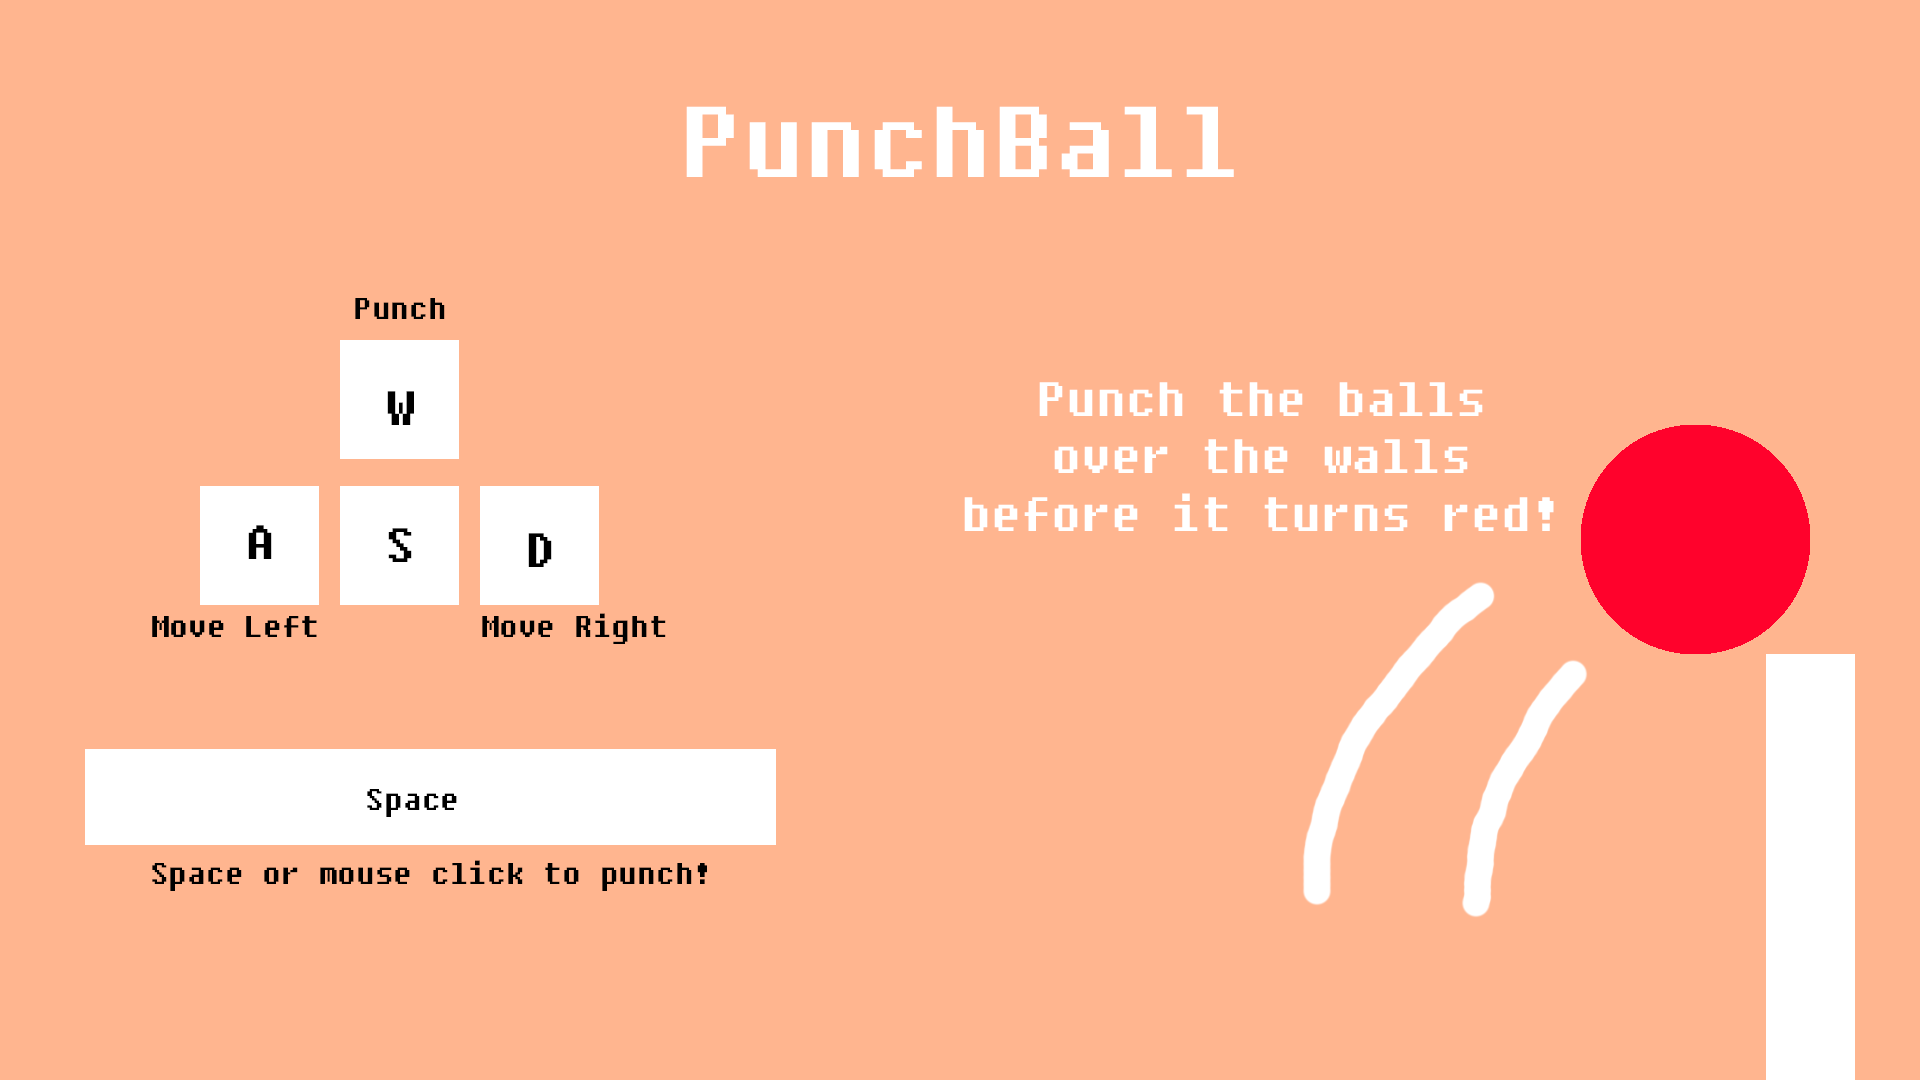 PunchBall
Punch
W
A
S
D
Move Left
Move Right
Space
Space or mouse click to punch!
Punch the balls
over the walls
before it turns red!